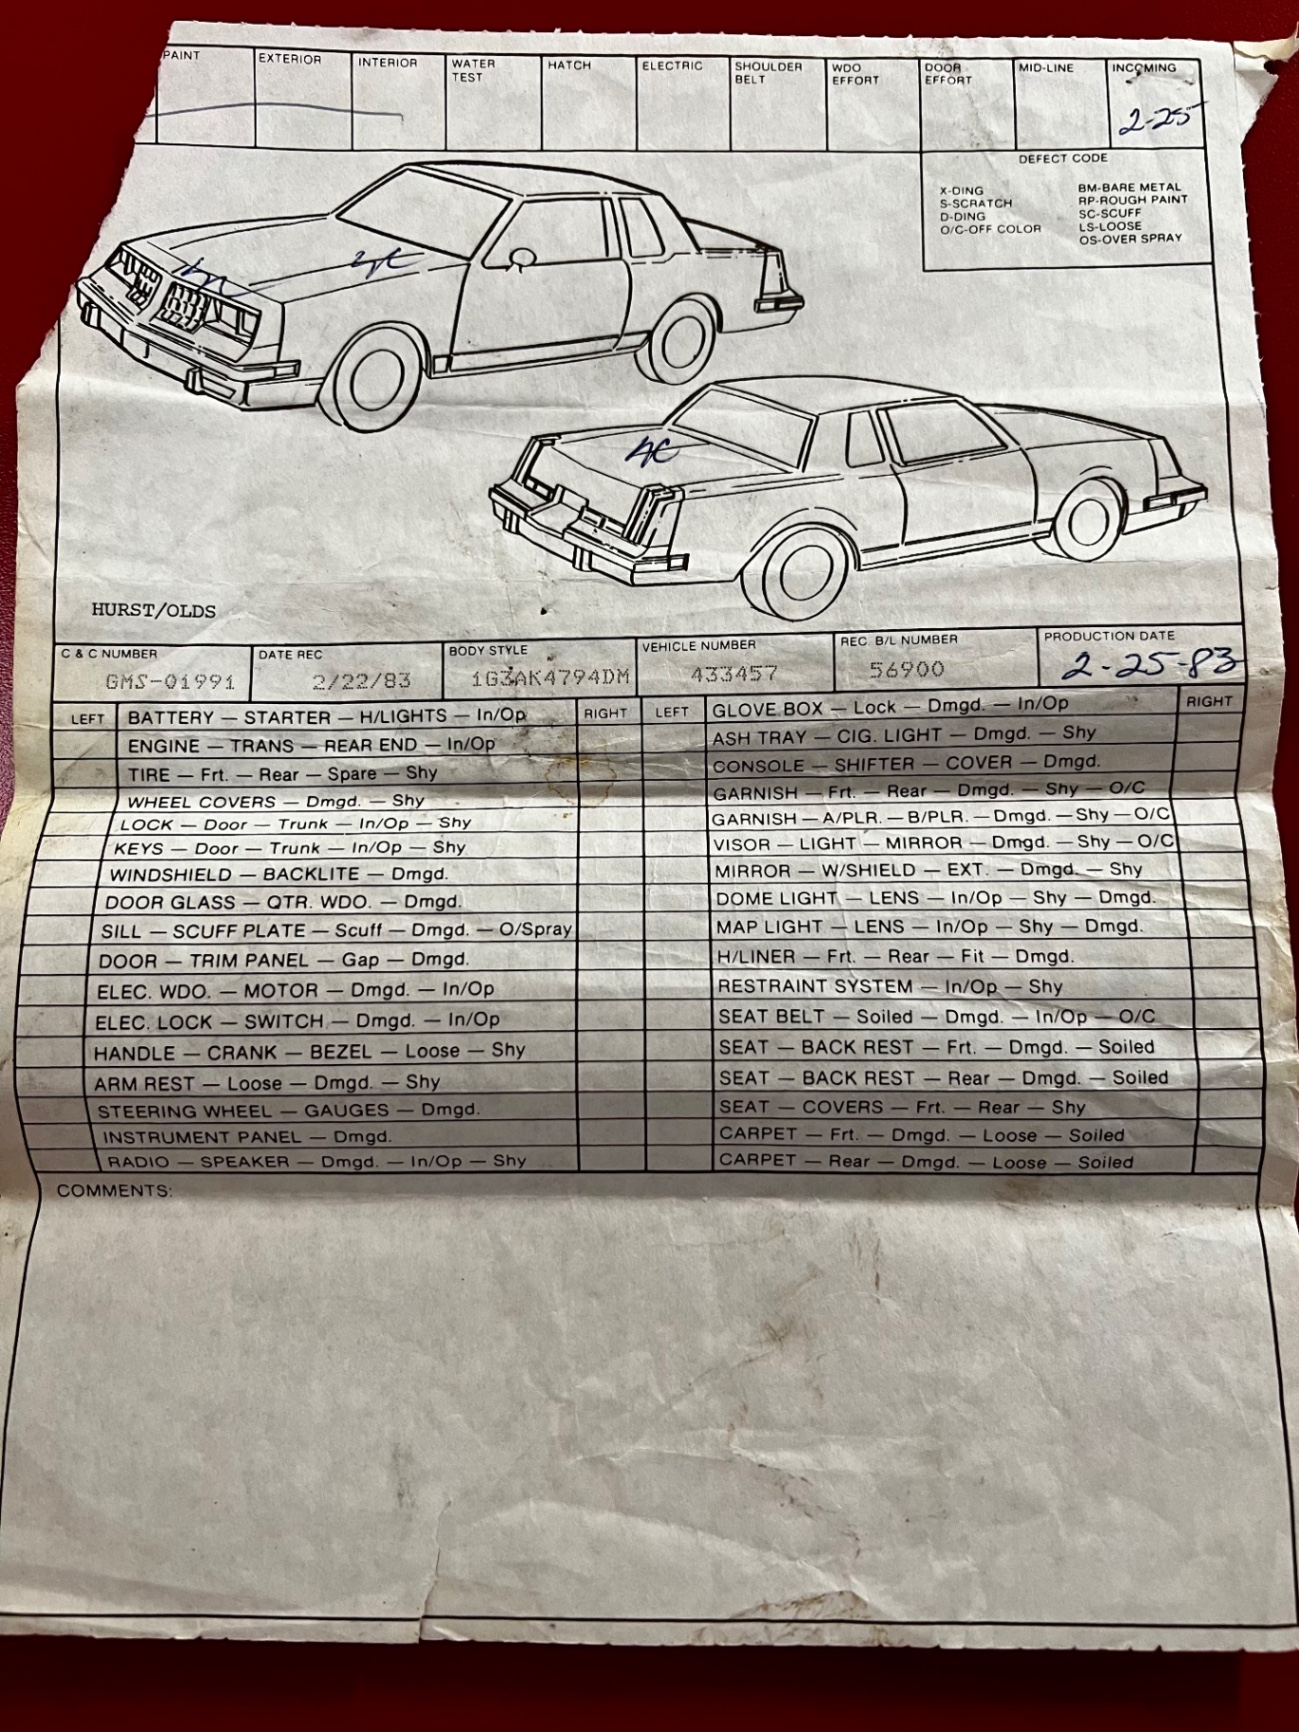 PAINT
EXTERIOR
INTERIOR
WATER TEST
HATCH
ELECTRIC
SHOULDER BELT
WDO EFFORT
DOOR EFFORT
MID-LINE
INCOMING
2-25
DEFECT CODE
X-DING BM-BARE METAL
S-SCRATCH RP-ROUGH PAINT
D-DING SC-SCUFF
O/C-OFF COLOR LS-LOOSE
OS-OVER SPRAY
HURST/OLDS
C & C NUMBER DATE REC BODY STYLE VEHICLE NUMBER REC B/L NUMBER PRODUCTION DATE
GMS-01991 2/22/83 1G3AK4794DM 433457 56900 2-25-83
LEFT BATTERY — STARTER — H/LIGHTS — In/Op RIGHT LEFT GLOVE BOX — Lock — Dmgd. — In/Op RIGHT
ENGINE — TRANS — REAR END — In/Op ASH TRAY — CIG. LIGHT — Dmgd. — Shy
TIRE — Frt. — Rear — Spare — Shy CONSOLE — SHIFTER — COVER — Dmgd.
WHEEL COVERS — Dmgd. — Shy GARNISH — Frt. — Rear — Dmgd. — Shy — O/C
LOCK — Door — Trunk — In/Op — Shy GARNISH — A/PLR. — B/PLR. — Dmgd. — Shy — O/C
KEYS — Door — Trunk — In/Op — Shy VISOR — LIGHT — MIRROR — Dmgd. — Shy — O/C
WINDSHIELD — BACKLITE — Dmgd. MIRROR — W/SHIELD — EXT. — Dmgd. — Shy
DOOR GLASS — QTR. WDO. — Dmgd. DOME LIGHT — LENS — In/Op — Shy — Dmgd.
SILL — SCUFF PLATE — Scuff — Dmgd. — O/Spray MAP LIGHT — LENS — In/Op — Shy — Dmgd.
DOOR — TRIM PANEL — Gap — Dmgd. H/LINER — Frt. — Rear — Fit — Dmgd.
ELEC. WDO. — MOTOR — Dmgd. — In/Op RESTRAINT SYSTEM — In/Op — Shy
ELEC. LOCK — SWITCH — Dmgd. — In/Op SEAT BELT — Soiled — Dmgd. — In/Op — O/C
HANDLE — CRANK — BEZEL — Loose — Shy SEAT — BACK REST — Frt. — Dmgd. — Soiled
ARM REST — Loose — Dmgd. — Shy SEAT — BACK REST — Rear — Dmgd. — Soiled
STEERING WHEEL — GAUGES — Dmgd. SEAT — COVERS — Frt. — Rear — Shy
INSTRUMENT PANEL — Dmgd. CARPET — Frt. — Dmgd. — Loose — Soiled
RADIO — SPEAKER — Dmgd. — In/Op — Shy CARPET — Rear — Dmgd. — Loose — Soiled
COMMENTS: